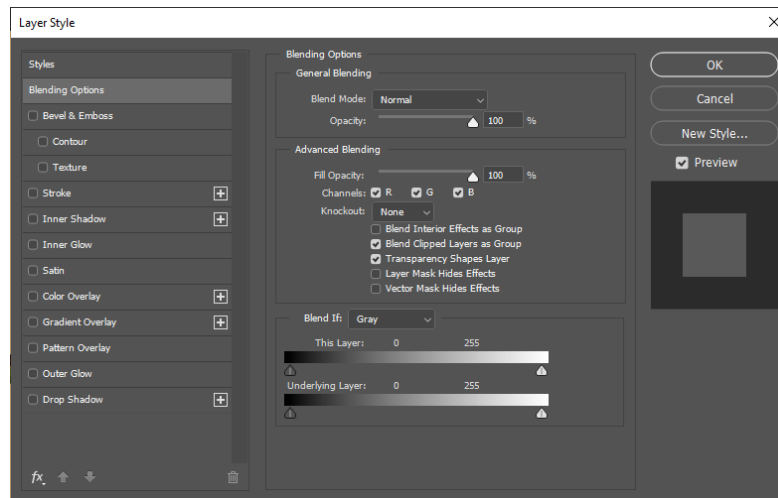 Layer Style
Styles
Blending Options
Bevel & Emboss
Contour
Texture
Stroke
Inner Shadow
Inner Glow
Satin
Color Overlay
Gradient Overlay
Pattern Overlay
Outer Glow
Drop Shadow
fx
Blending Options
General Blending
Blend Mode: Normal
Opacity: 100 %
Advanced Blending
Fill Opacity: 100 %
Channels: R G B
Knockout: None
Blend Interior Effects as Group
Blend Clipped Layers as Group
Transparency Shapes Layer
Layer Mask Hides Effects
Vector Mask Hides Effects
Blend If: Gray
This Layer: 0 255
Underlying Layer: 0 255
OK
Cancel
New Style...
Preview